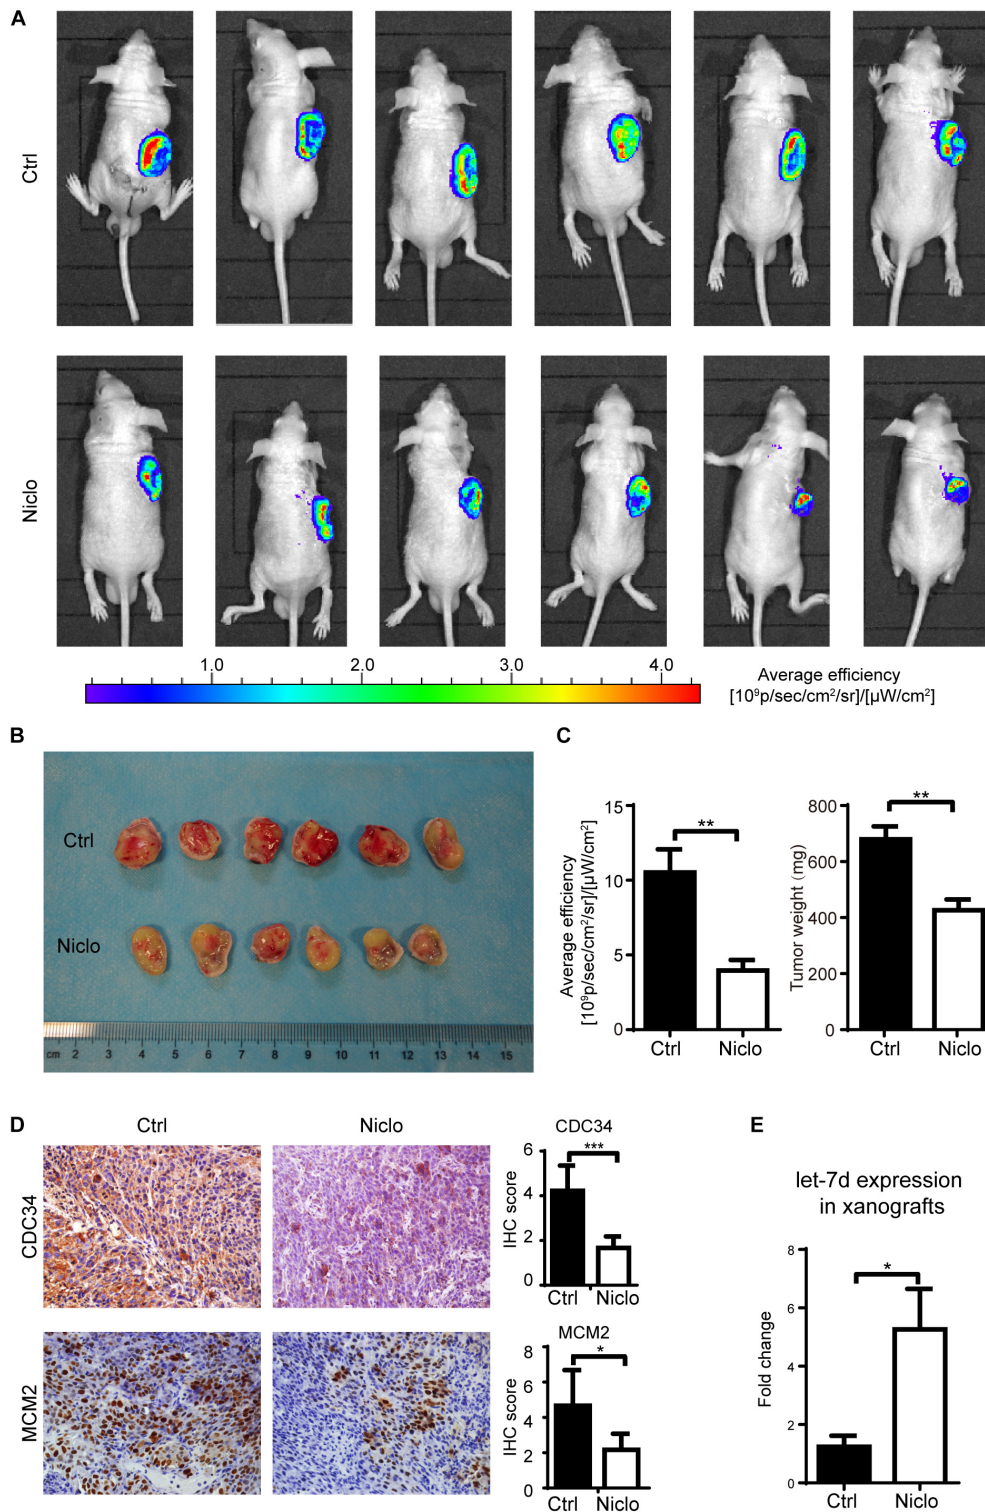 A
Ctrl
Niclo
1.0 2.0 3.0 4.0
Average efficiency
[10⁹p/sec/cm²/sr]/[µW/cm²]
B
Ctrl
Niclo
cm 2 3 4 5 6 7 8 9 10 11 12 13 14 15
C
Average efficiency
[10⁹p/sec/cm²/sr]/[µW/cm²]
15
10
5
0
**
Ctrl Niclo
Tumor weight (mg)
800
600
400
200
0
**
Ctrl Niclo
D
Ctrl Niclo
CDC34
MCM2
CDC34
IHC score
6
4
2
0
***
Ctrl Niclo
MCM2
IHC score
8
6
4
2
0
*
Ctrl Niclo
E
let-7d expression
in xanografts
Fold change
8
6
4
2
0
*
Ctrl Niclo